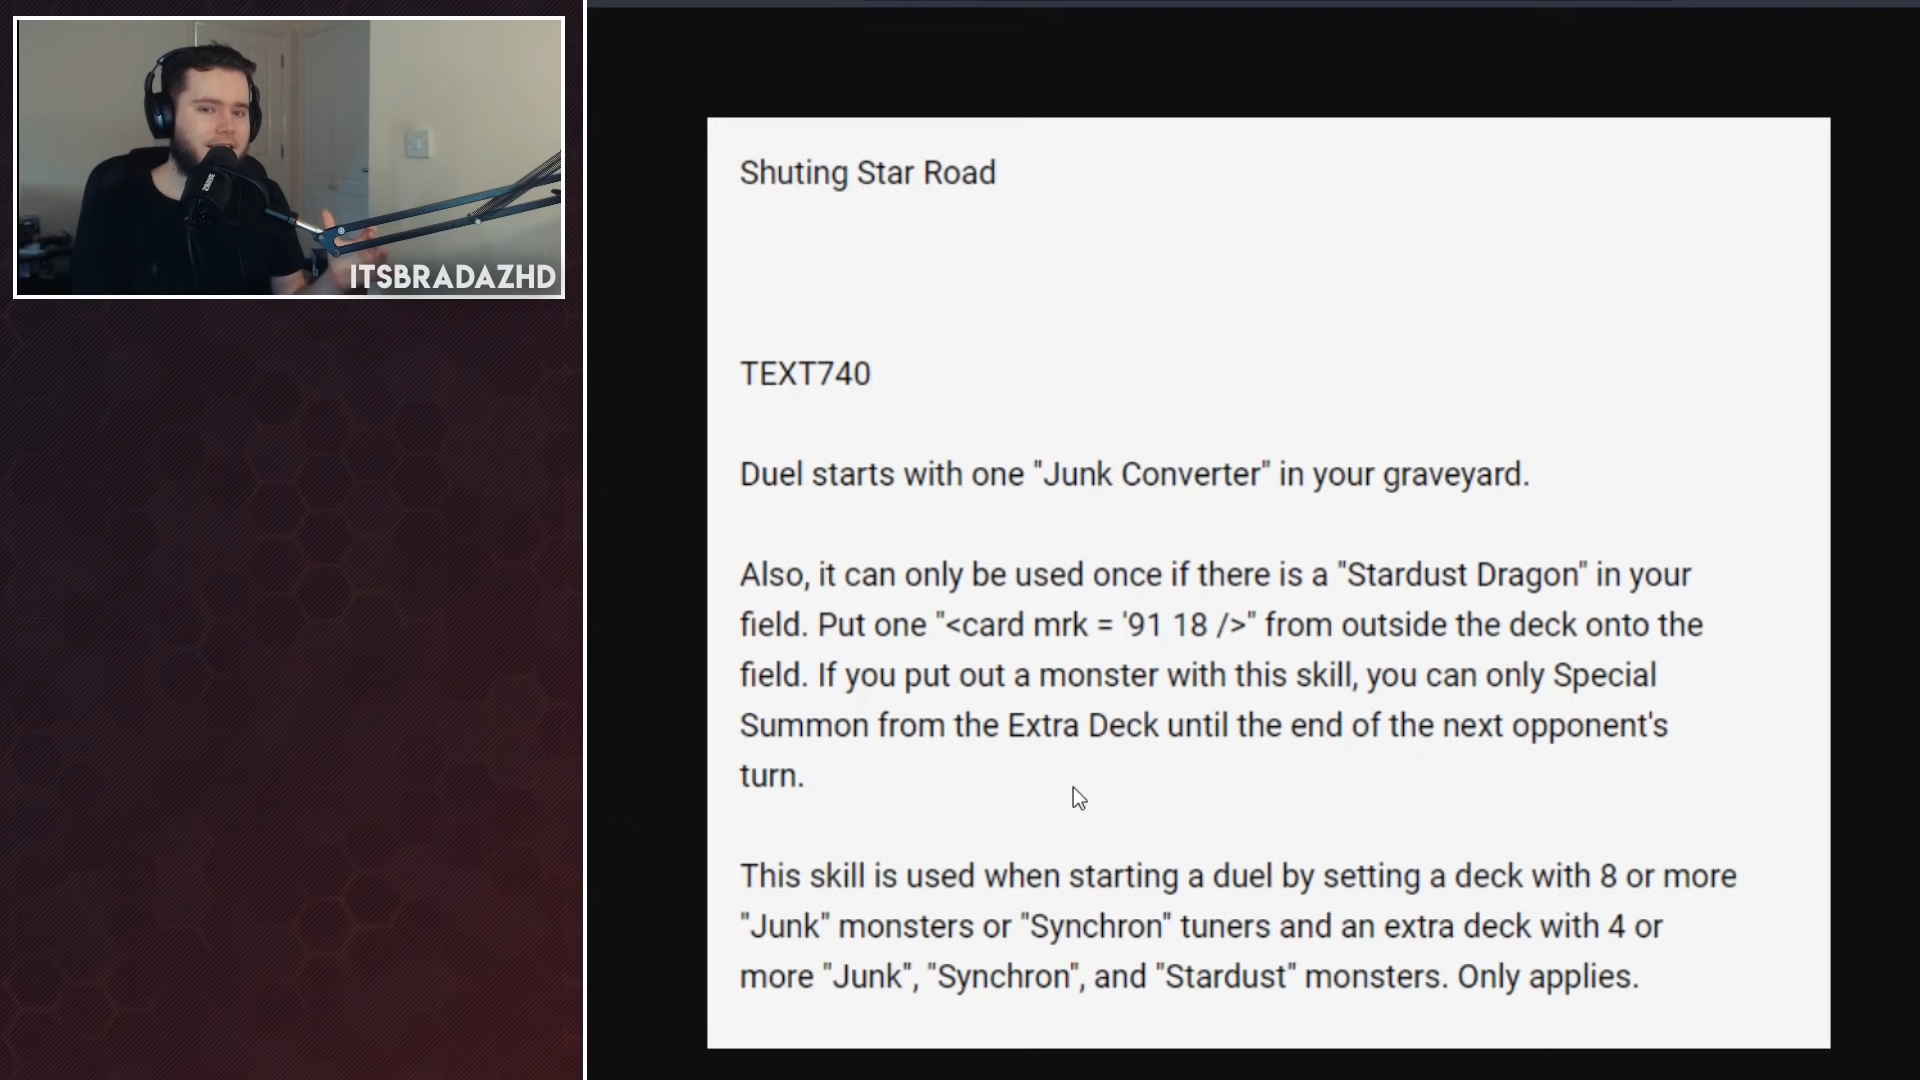 ITSBRADAZHD
Shuting Star Road
TEXT740
Duel starts with one "Junk Converter" in your graveyard.
Also, it can only be used once if there is a "Stardust Dragon" in your
field. Put one "<card mrk = '91 18 />" from outside the deck onto the
field. If you put out a monster with this skill, you can only Special
Summon from the Extra Deck until the end of the next opponent's
turn.
This skill is used when starting a duel by setting a deck with 8 or more
"Junk" monsters or "Synchron" tuners and an extra deck with 4 or
more "Junk", "Synchron", and "Stardust" monsters. Only applies.